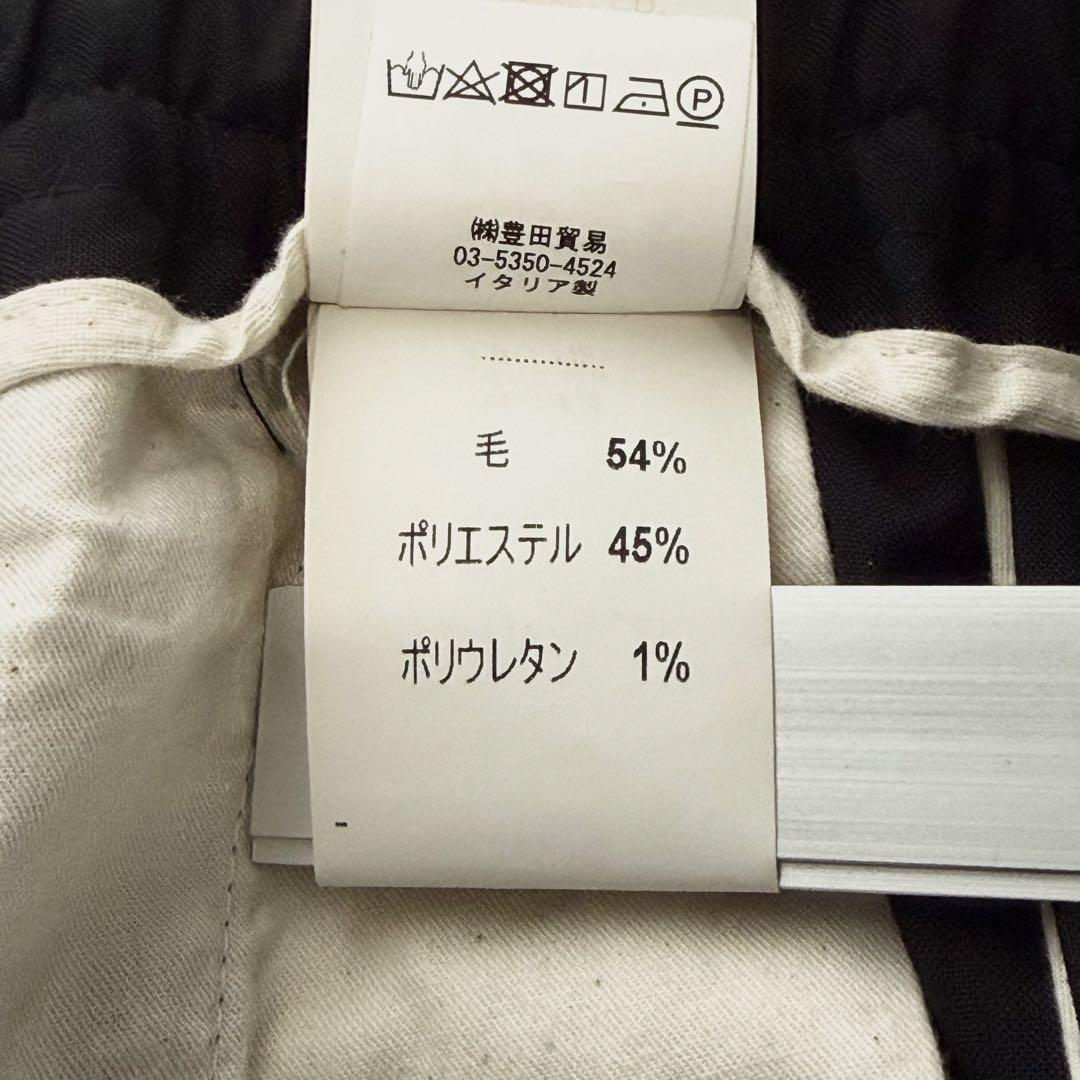 P
㈱豊田貿易
03-5350-4524
イタリア製
毛 54%
ポリエステル 45%
ポリウレタン 1%